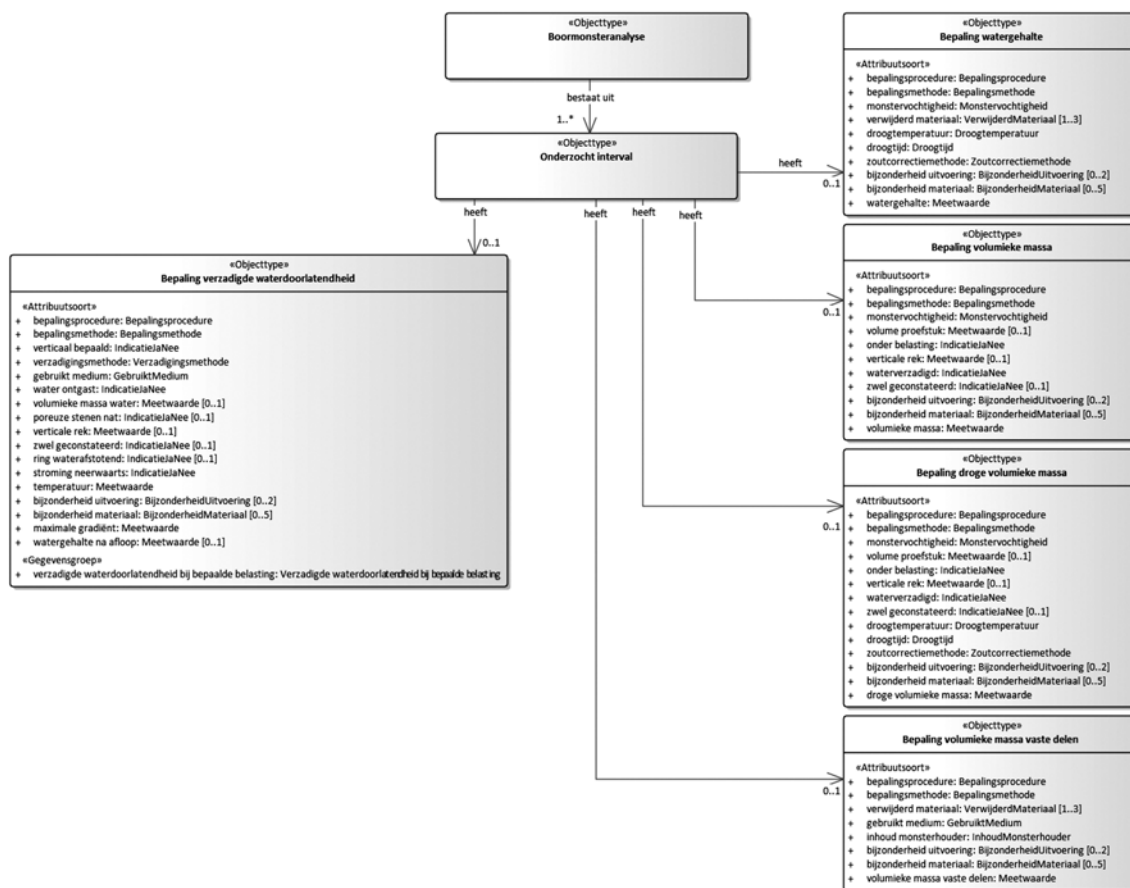 «Objecttype»
Boormonsteranalyse
bestaat uit
1..*
«Objecttype»
Onderzocht interval
heeft
0..1
heeft
0..1
heeft
0..1
heeft
0..1
heeft
0..1
«Objecttype»
Bepaling verzadigde waterdoorlatendheid
«Attribuutsoort»
+ bepalingsprocedure: Bepalingsprocedure
+ bepalingsmethode: Bepalingsmethode
+ verticaal bepaald: IndicatieJaNee
+ verzadigingsmethode: Verzadigingsmethode
+ gebruikt medium: GebruiktMedium
+ water ontgast: IndicatieJaNee
+ volumieke massa water: Meetwaarde [0..1]
+ poreuze stenen nat: IndicatieJaNee [0..1]
+ verticale rek: Meetwaarde [0..1]
+ zwel geconstateerd: IndicatieJaNee [0..1]
+ ring waterafstotend: IndicatieJaNee [0..1]
+ stroming neerwaarts: IndicatieJaNee
+ temperatuur: Meetwaarde
+ bijzonderheid uitvoering: BijzonderheidUitvoering [0..2]
+ bijzonderheid materiaal: BijzonderheidMateriaal [0..5]
+ maximale gradiënt: Meetwaarde
+ watergehalte na afloop: Meetwaarde [0..1]
«Gegevensgroep»
+ verzadigde waterdoorlatendheid bij bepaalde belasting: Verzadigde waterdoorlatendheid bij bepaalde belasting
«Objecttype»
Bepaling watergehalte
«Attribuutsoort»
+ bepalingsprocedure: Bepalingsprocedure
+ bepalingsmethode: Bepalingsmethode
+ monstervochtigheid: Monstervochtigheid
+ verwijderd materiaal: VerwijderdMateriaal [1..3]
+ droogtemperatuur: Droogtemperatuur
+ droogtijd: Droogtijd
+ zoutcorrectiemethode: Zoutcorrectiemethode
+ bijzonderheid uitvoering: BijzonderheidUitvoering [0..2]
+ bijzonderheid materiaal: BijzonderheidMateriaal [0..5]
+ watergehalte: Meetwaarde
«Objecttype»
Bepaling volumieke massa
«Attribuutsoort»
+ bepalingsprocedure: Bepalingsprocedure
+ bepalingsmethode: Bepalingsmethode
+ monstervochtigheid: Monstervochtigheid
+ volume proefstuk: Meetwaarde [0..1]
+ onder belasting: IndicatieJaNee
+ verticale rek: Meetwaarde [0..1]
+ waterverzadigd: IndicatieJaNee
+ zwel geconstateerd: IndicatieJaNee [0..1]
+ bijzonderheid uitvoering: BijzonderheidUitvoering [0..2]
+ bijzonderheid materiaal: BijzonderheidMateriaal [0..5]
+ volumieke massa: Meetwaarde
«Objecttype»
Bepaling droge volumieke massa
«Attribuutsoort»
+ bepalingsprocedure: Bepalingsprocedure
+ bepalingsmethode: Bepalingsmethode
+ monstervochtigheid: Monstervochtigheid
+ volume proefstuk: Meetwaarde [0..1]
+ onder belasting: IndicatieJaNee
+ verticale rek: Meetwaarde [0..1]
+ waterverzadigd: IndicatieJaNee
+ zwel geconstateerd: IndicatieJaNee [0..1]
+ droogtemperatuur: Droogtemperatuur
+ droogtijd: Droogtijd
+ zoutcorrectiemethode: Zoutcorrectiemethode
+ bijzonderheid uitvoering: BijzonderheidUitvoering [0..2]
+ bijzonderheid materiaal: BijzonderheidMateriaal [0..5]
+ droge volumieke massa: Meetwaarde
«Objecttype»
Bepaling volumieke massa vaste delen
«Attribuutsoort»
+ bepalingsprocedure: Bepalingsprocedure
+ bepalingsmethode: Bepalingsmethode
+ verwijderd materiaal: VerwijderdMateriaal [1..3]
+ gebruikt medium: GebruiktMedium
+ inhoud monsterhouder: InhoudMonsterhouder
+ bijzonderheid uitvoering: BijzonderheidUitvoering [0..2]
+ bijzonderheid materiaal: BijzonderheidMateriaal [0..5]
+ volumieke massa vaste delen: Meetwaarde